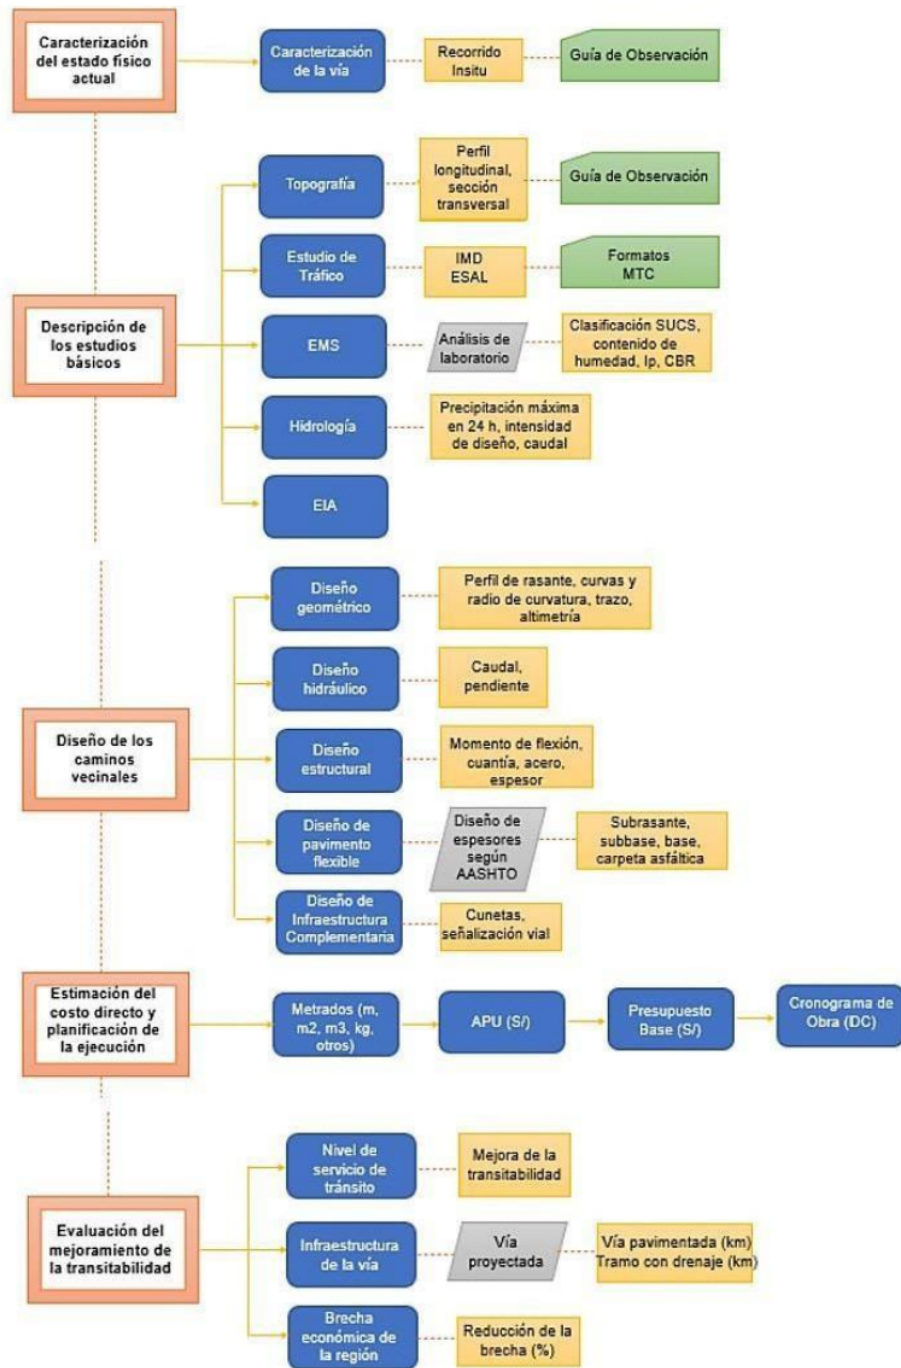 Caracterización
del estado físico
actual
Caracterización
de la vía
Recorrido
Insitu
Guía de Observación
Topografía
Perfil
longitudinal,
sección
transversal
Guía de Observación
Estudio de
Tráfico
IMD
ESAL
Formatos
MTC
Descripción de
los estudios
básicos
EMS
Análisis de
laboratorio
Clasificación SUCS,
contenido de
humedad, Ip, CBR
Hidrología
Precipitación máxima
en 24 h, intensidad
de diseño, caudal
EIA
Diseño
geométrico
Perfil de rasante, curvas y
radio de curvatura, trazo,
altimetría
Diseño
hidráulico
Caudal,
pendiente
Diseño de los
caminos
vecinales
Diseño
estructural
Momento de flexión,
cuantía, acero,
espesor
Diseño de
pavimento
flexible
Diseño de
espesores
según
AASHTO
Subrasante,
subbase, base,
carpeta asfáltica
Diseño de
Infraestructura
Complementaria
Cunetas,
señalización vial
Estimación del
costo directo y
planificación de
la ejecución
Metrados (m,
m2, m3, kg,
otros)
APU (S/)
Presupuesto
Base (S/)
Cronograma de
Obra (DC)
Nivel de
servicio de
tránsito
Mejora de la
transitabilidad
Evaluación del
mejoramiento de
la transitabilidad
Infraestructura
de la vía
Vía
proyectada
Vía pavimentada (km)
Tramo con drenaje (km)
Brecha
económica de
la región
Reducción de la
brecha (%)